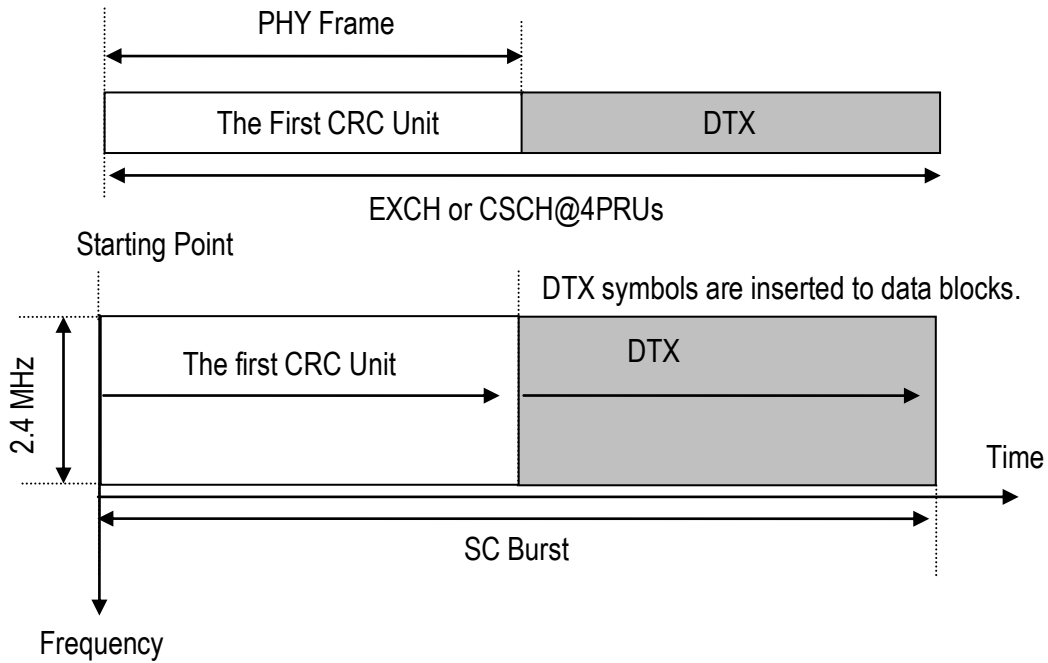 PHY Frame
The First CRC Unit
DTX
EXCH or CSCH@4PRUs
Starting Point
DTX symbols are inserted to data blocks.
The first CRC Unit
DTX
2.4 MHz
Time
SC Burst
Frequency